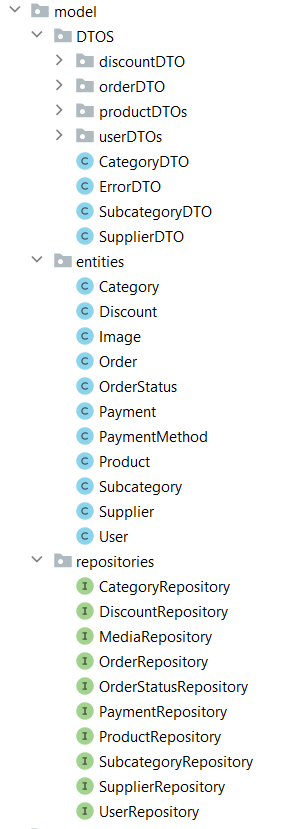 model
DTOS
discountDTO
orderDTO
productDTOs
userDTOs
C CategoryDTO
C ErrorDTO
C SubcategoryDTO
C SupplierDTO
entities
C Category
C Discount
C Image
C Order
C OrderStatus
C Payment
C PaymentMethod
C Product
C Subcategory
C Supplier
C User
repositories
I CategoryRepository
I DiscountRepository
I MediaRepository
I OrderRepository
I OrderStatusRepository
I PaymentRepository
I ProductRepository
I SubcategoryRepository
I SupplierRepository
I UserRepository